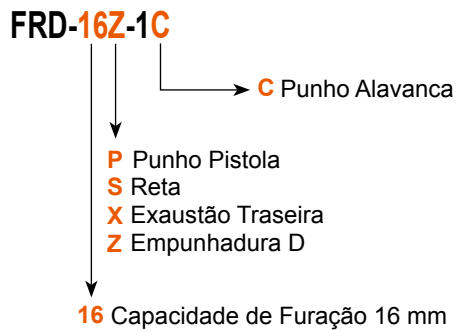 FRD-16Z-1C
C Punho Alavanca
P Punho Pistola
S Reta
X Exaustão Traseira
Z Empunhadura D
16 Capacidade de Furação 16 mm